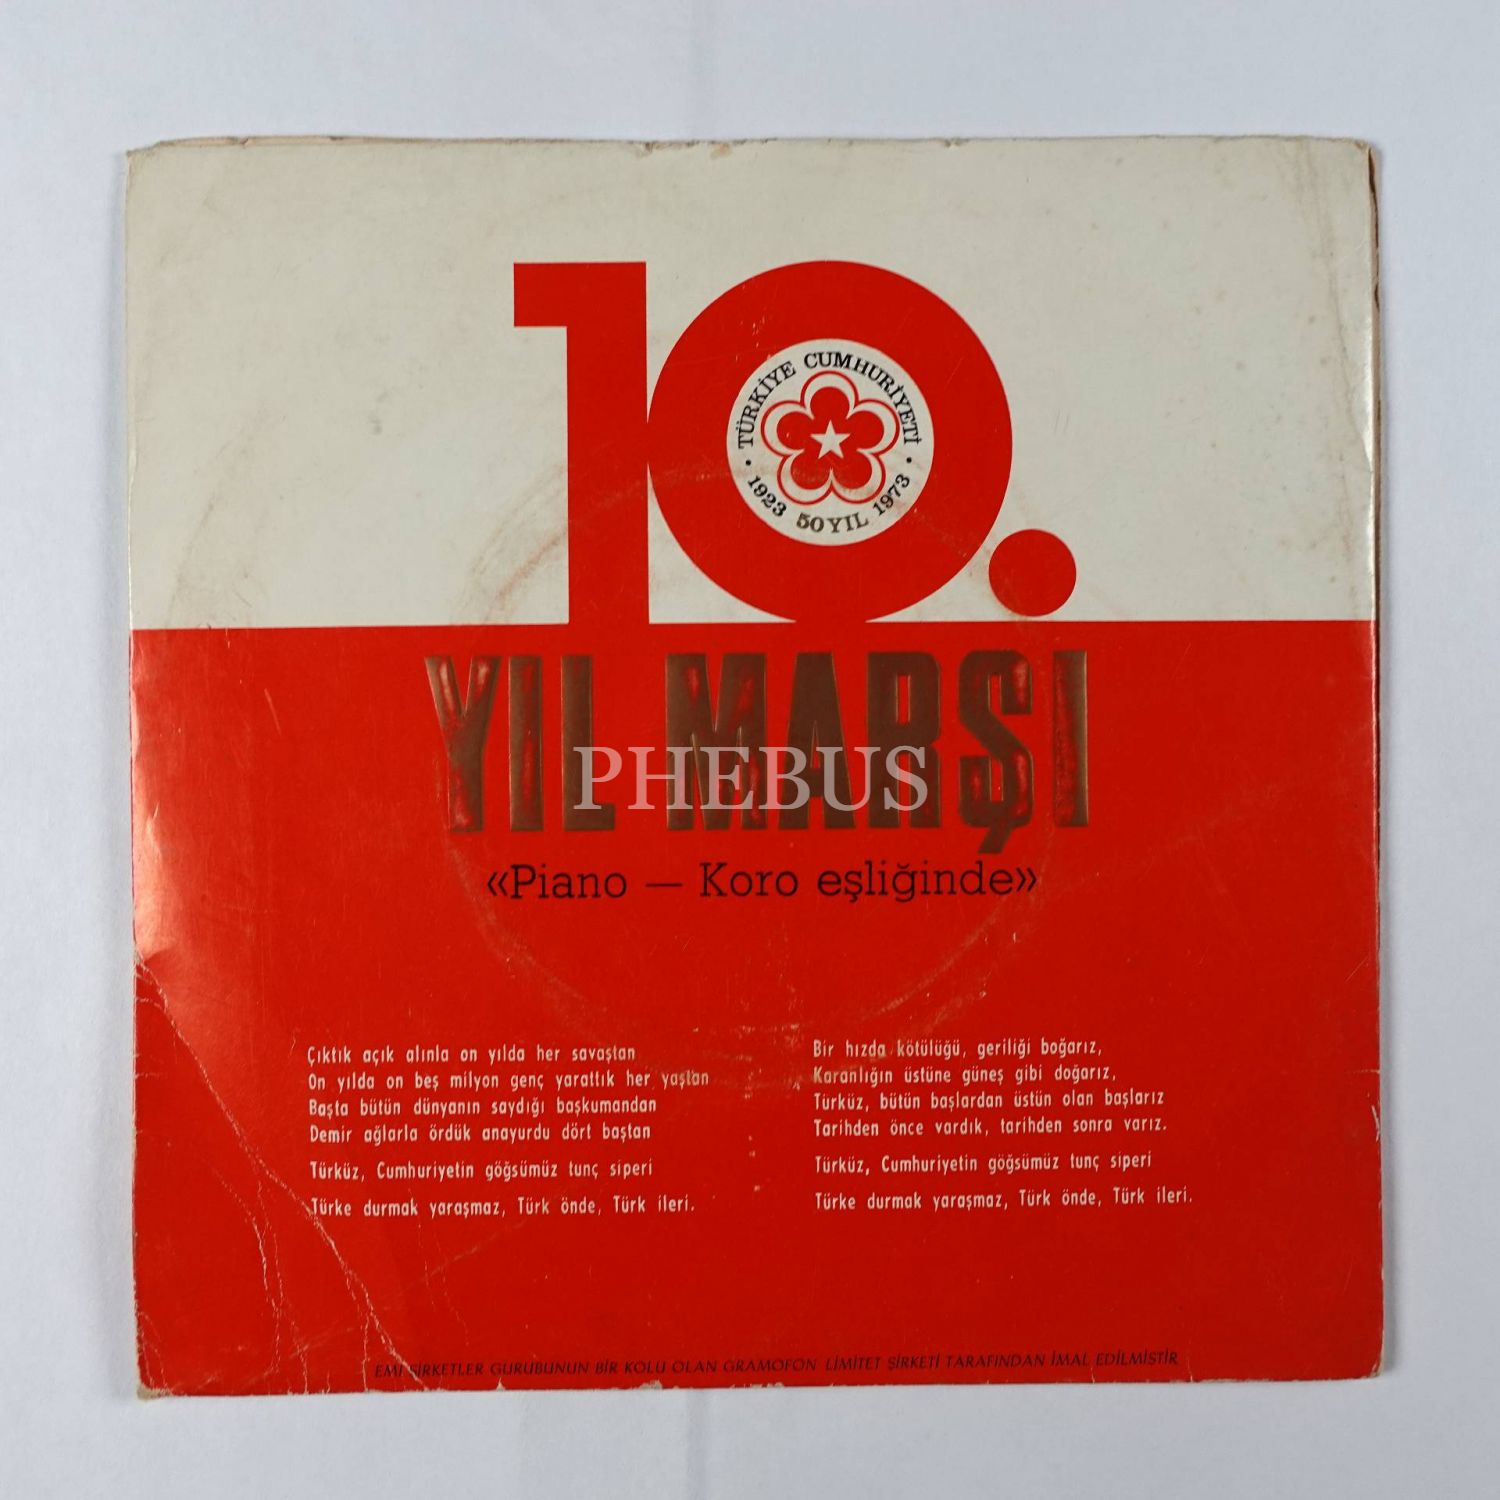 10.
TÜRKİYE CUMHURİYETİ
1923 50 YIL 1973
YIL MARŞI
PHEBUS
«Piano — Koro eşliğinde»
Çıktık açık alınla on yılda her savaştan
On yılda on beş milyon genç yarattık her yaştan
Başta bütün dünyanın saydığı başkumandan
Demir ağlarla ördük anayurdu dört baştan
Türküz, Cumhuriyetin göğsümüz tunç siperi
Türke durmak yaraşmaz, Türk önde, Türk ileri.
Bir hızda kötülüğü, geriliği boğarız,
Karanlığın üstüne güneş gibi doğarız,
Türküz, bütün başlardan üstün olan başlarız
Tarihden önce vardık, tarihden sonra varız.
Türküz, Cumhuriyetin göğsümüz tunç siperi
Türke durmak yaraşmaz, Türk önde, Türk ileri.
EMI ŞİRKETLER GURUBUNUN BİR KOLU OLAN GRAMOFON LİMİTET ŞİRKETİ TARAFINDAN İMAL EDİLMİSTİR